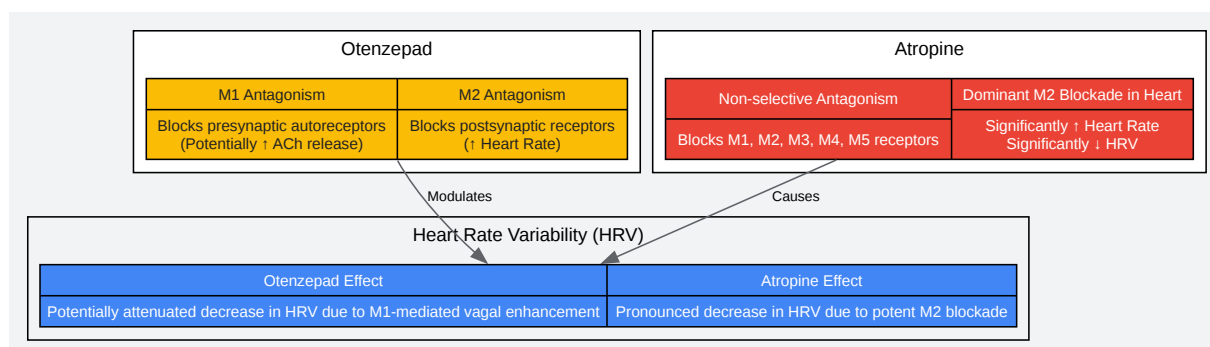 Otenzepad
M1 Antagonism
M2 Antagonism
Blocks presynaptic autoreceptors
(Potentially ↑ ACh release)
Blocks postsynaptic receptors
(↑ Heart Rate)
Atropine
Non-selective Antagonism
Blocks M1, M2, M3, M4, M5 receptors
Dominant M2 Blockade in Heart
Significantly ↑ Heart Rate
Significantly ↓ HRV
Modulates
Causes
Heart Rate Variability (HRV)
Otenzepad Effect
Atropine Effect
Potentially attenuated decrease in HRV due to M1-mediated vagal enhancement
Pronounced decrease in HRV due to potent M2 blockade